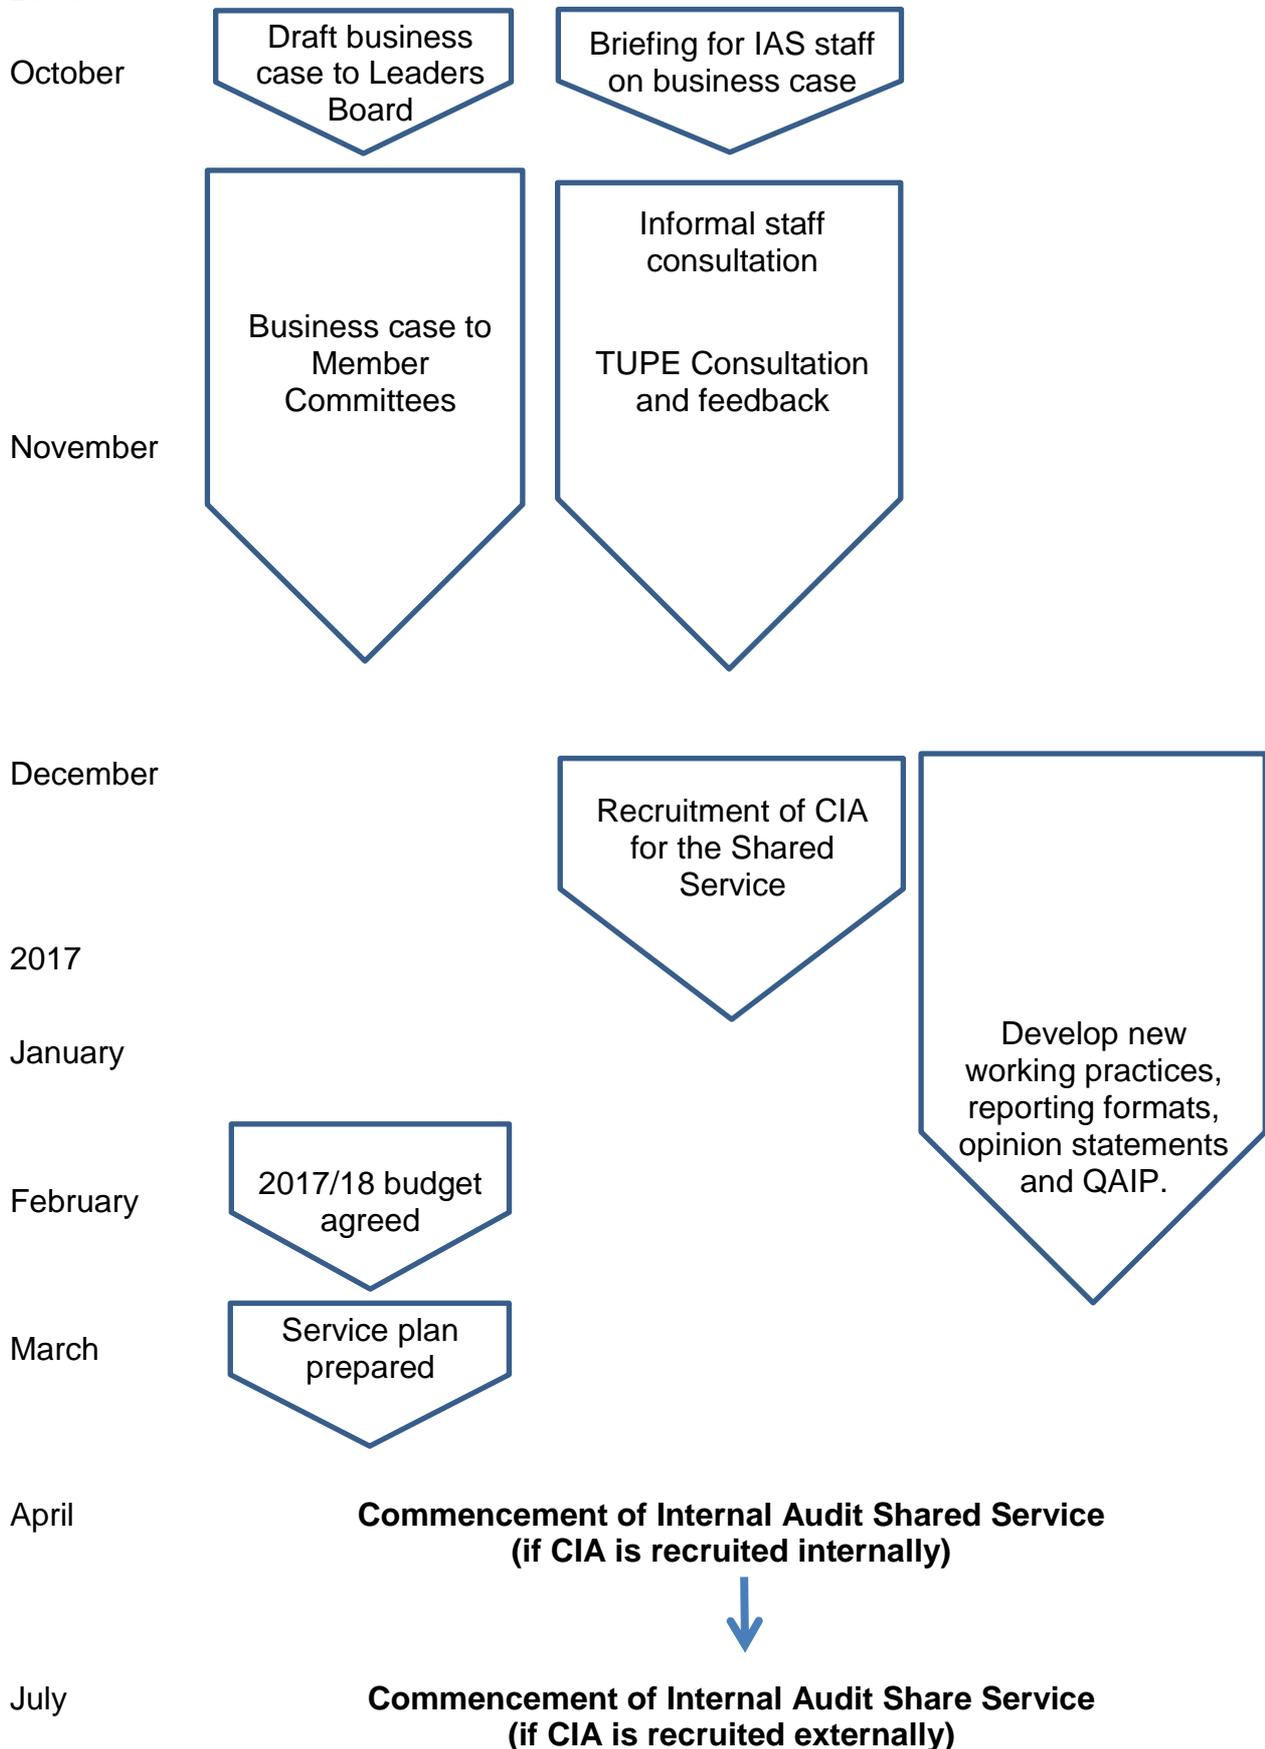 October
Draft business
case to Leaders
Board
Briefing for IAS staff
on business case
Business case to
Member
Committees
Informal staff
consultation
TUPE Consultation
and feedback
November
December
Recruitment of CIA
for the Shared
Service
2017
January
Develop new
working practices,
reporting formats,
opinion statements
and QAIP.
February
2017/18 budget
agreed
March
Service plan
prepared
April
Commencement of Internal Audit Shared Service
(if CIA is recruited internally)
July
Commencement of Internal Audit Share Service
(if CIA is recruited externally)